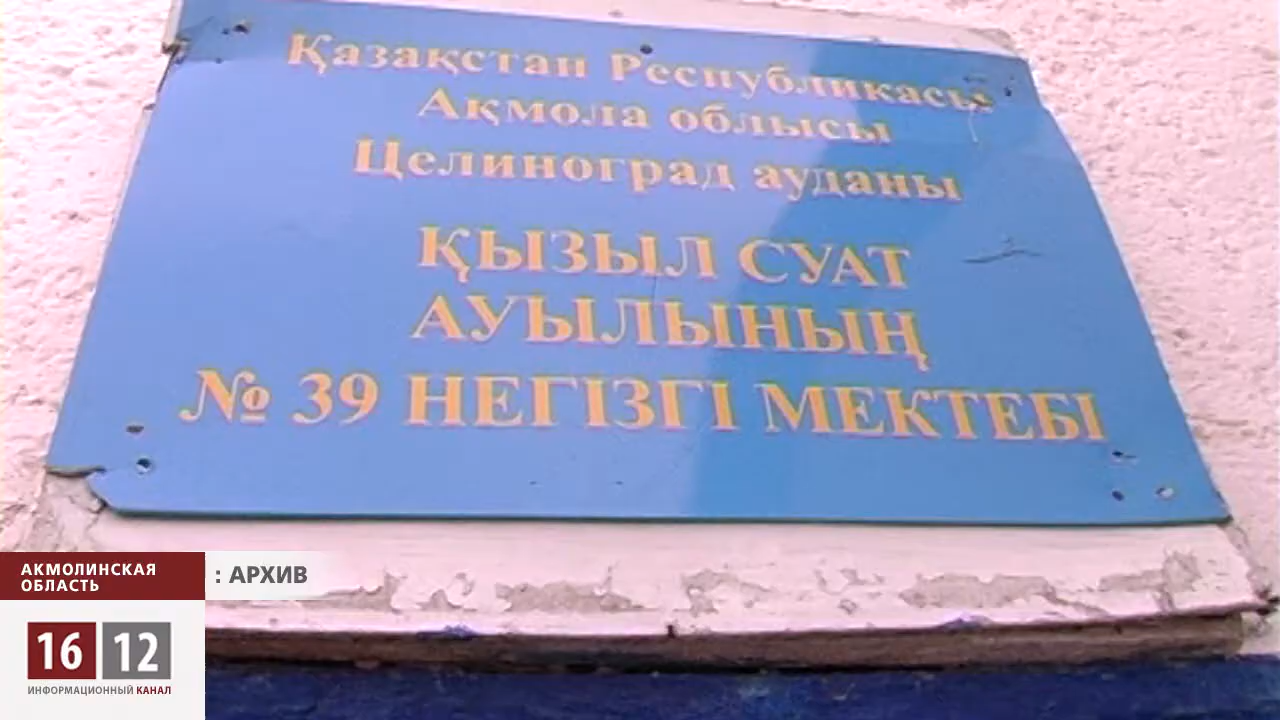 Қазақстан Республикасы
Ақмола облысы
Целиноград ауданы
ҚЫЗЫЛ СУАТ
АУЫЛЫНЫҢ
№ 39 НЕГІЗГІ МЕКТЕБІ
АКМОЛИНСКАЯ
ОБЛАСТЬ
: АРХИВ
16 12
ИНФОРМАЦИОННЫЙ КАНАЛ